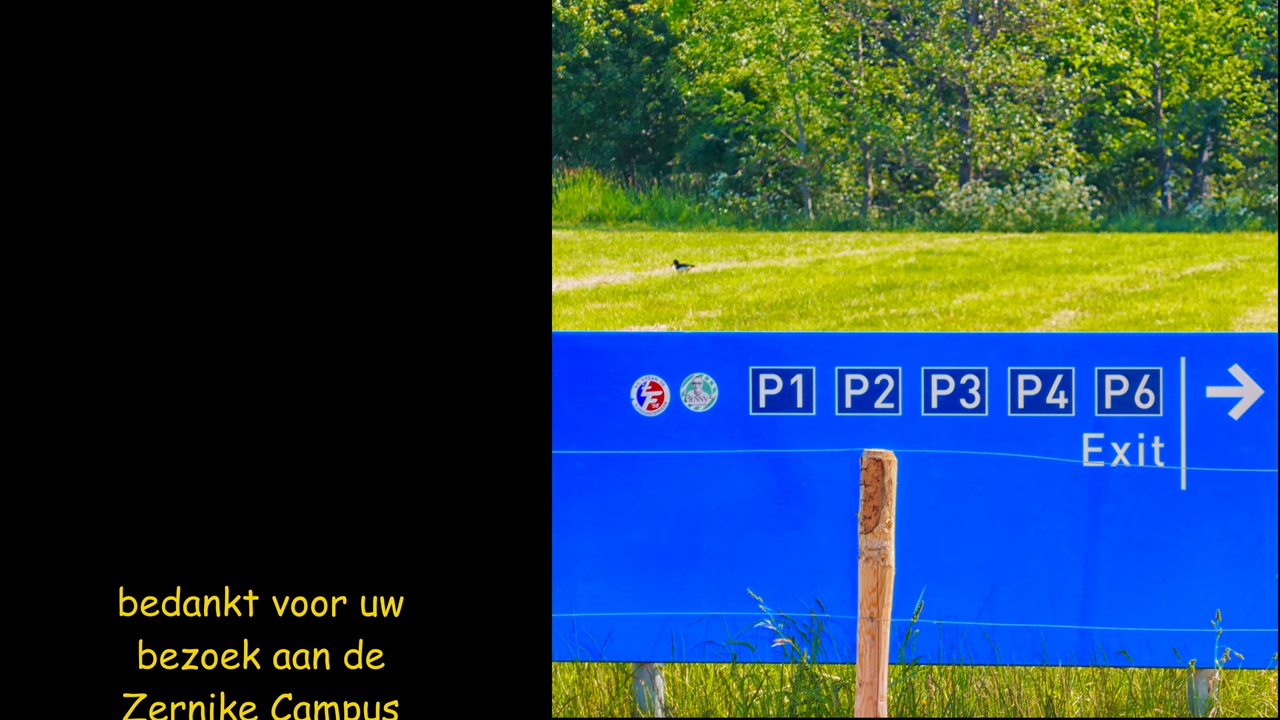 bedankt voor uw
bezoek aan de
Zernike Campus
P1 P2 P3 P4 P6
Exit